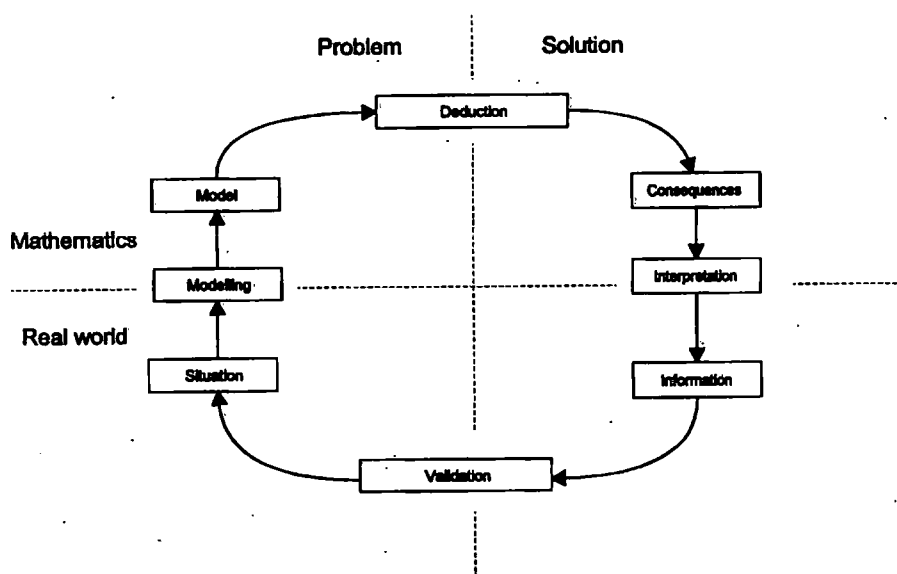 Problem
Solution
Deduction
Model
Consequences
Mathematics
Modelling
Interpretation
Real world
Situation
Information
Validation